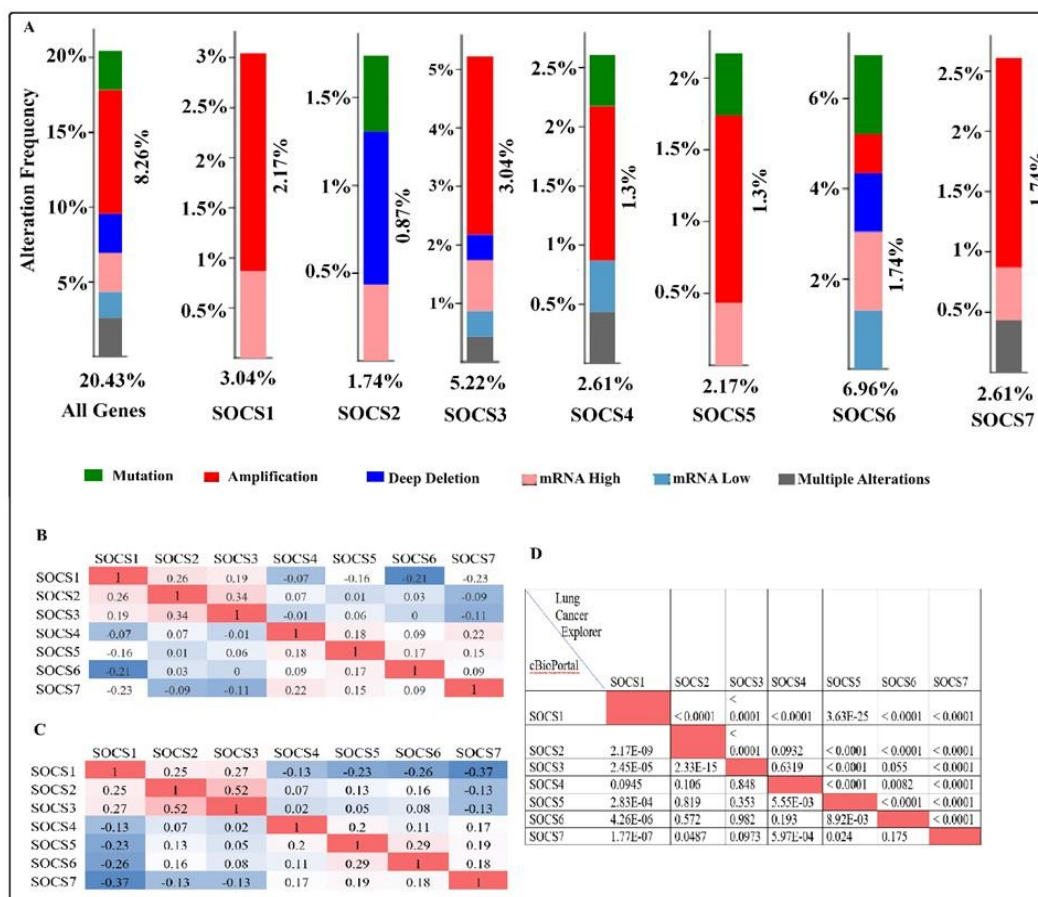 A
Alteration Frequency
20% 15% 10% 5% 8.26%
20.43%
All Genes
3% 2.5% 2% 1.5% 1% 0.5% 2.17%
3.04%
SOCS1
1.5% 1% 0.5% 0.87%
1.74%
SOCS2
5% 4% 3% 2% 1% 3.04%
5.22%
SOCS3
2.5% 2% 1.5% 1% 0.5% 1.3%
2.61%
SOCS4
2% 1.5% 1% 0.5% 1.3%
2.17%
SOCS5
6% 4% 2% 1.74%
6.96%
SOCS6
2.5% 2% 1.5% 1% 0.5% 1.74%
2.61%
SOCS7
Mutation Amplification Deep Deletion mRNA High mRNA Low Multiple Alterations
B
SOCS1 SOCS2 SOCS3 SOCS4 SOCS5 SOCS6 SOCS7
SOCS1 1 0.26 0.19 -0.07 -0.16 -0.21 -0.23
SOCS2 0.26 1 0.34 0.07 0.01 0.03 -0.09
SOCS3 0.19 0.34 1 -0.01 0.06 0 -0.11
SOCS4 -0.07 0.07 -0.01 1 0.18 0.09 0.22
SOCS5 -0.16 0.01 0.06 0.18 1 0.17 0.15
SOCS6 -0.21 0.03 0 0.09 0.17 1 0.09
SOCS7 -0.23 -0.09 -0.11 0.22 0.15 0.09 1
C
SOCS1 SOCS2 SOCS3 SOCS4 SOCS5 SOCS6 SOCS7
SOCS1 1 0.25 0.27 -0.13 -0.23 -0.26 -0.37
SOCS2 0.25 1 0.52 0.07 0.13 0.16 -0.13
SOCS3 0.27 0.52 1 0.02 0.05 0.08 -0.13
SOCS4 -0.13 0.07 0.02 1 0.2 0.11 0.17
SOCS5 -0.23 0.13 0.05 0.2 1 0.29 0.19
SOCS6 -0.26 0.16 0.08 0.11 0.29 1 0.18
SOCS7 -0.37 -0.13 -0.13 0.17 0.19 0.18 1
D
Lung
Cancer
Explorer
cBioPortal
SOCS1 SOCS2 SOCS3 SOCS4 SOCS5 SOCS6 SOCS7
<
SOCS1 < 0.0001 0.0001 < 0.0001 3.63E-25 < 0.0001 < 0.0001
<
SOCS2 2.17E-09 0.0001 0.0932 < 0.0001 < 0.0001 < 0.0001
SOCS3 2.45E-05 2.33E-15 0.6319 < 0.0001 0.055 < 0.0001
SOCS4 0.0945 0.106 0.848 < 0.0001 0.0082 < 0.0001
SOCS5 2.83E-04 0.819 0.353 5.55E-03 < 0.0001 < 0.0001
SOCS6 4.26E-06 0.572 0.982 0.193 8.92E-03 < 0.0001
SOCS7 1.77E-07 0.0487 0.0973 5.97E-04 0.024 0.175